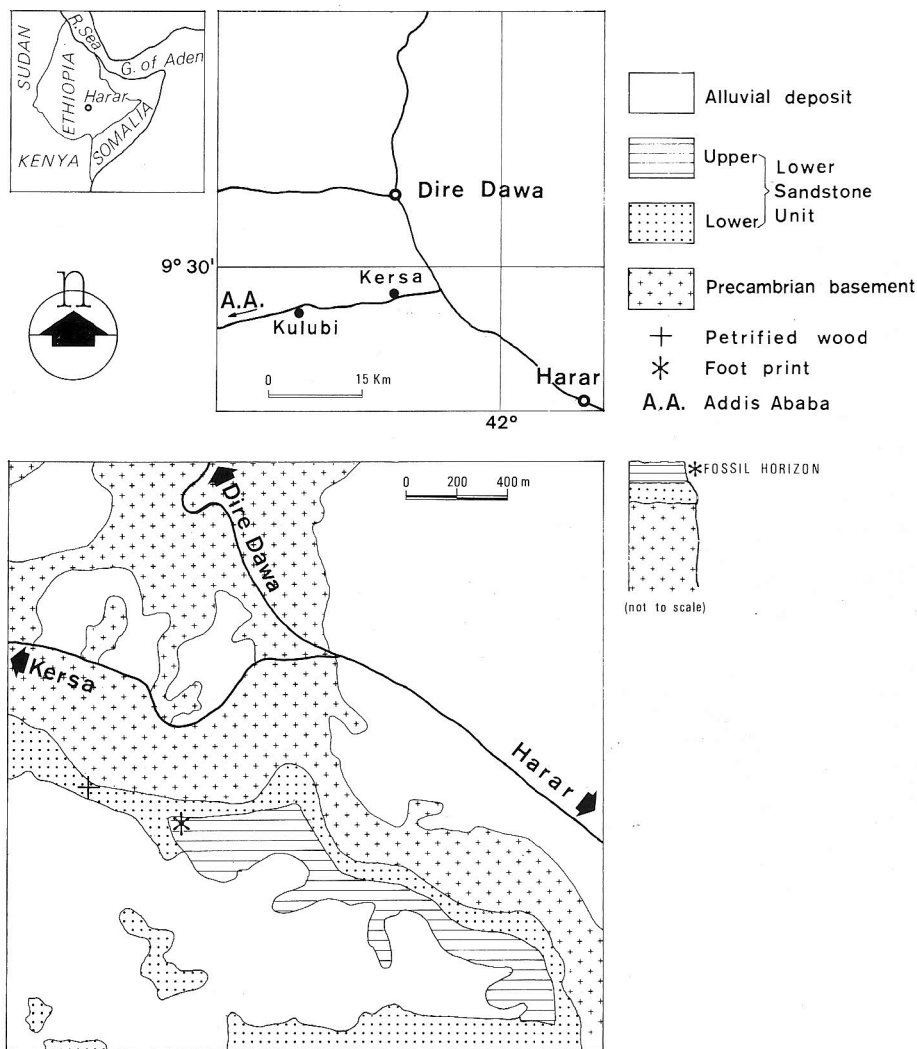 R. Sea
G. of Aden
SUDAN
ETHIOPIA
Harar
SOMALIA
KENYA
n
Dire Dawa
9° 30'
Kersa
A.A.
Kulubi
0 15 Km
Harar
42°
Alluvial deposit
Upper
Lower
Lower
Sandstone
Unit
Precambrian basement
Petrified wood
Foot print
A.A. Addis Ababa
Dire Dawa
0 200 400 m
Kersa
Harar
FOSSIL HORIZON
(not to scale)